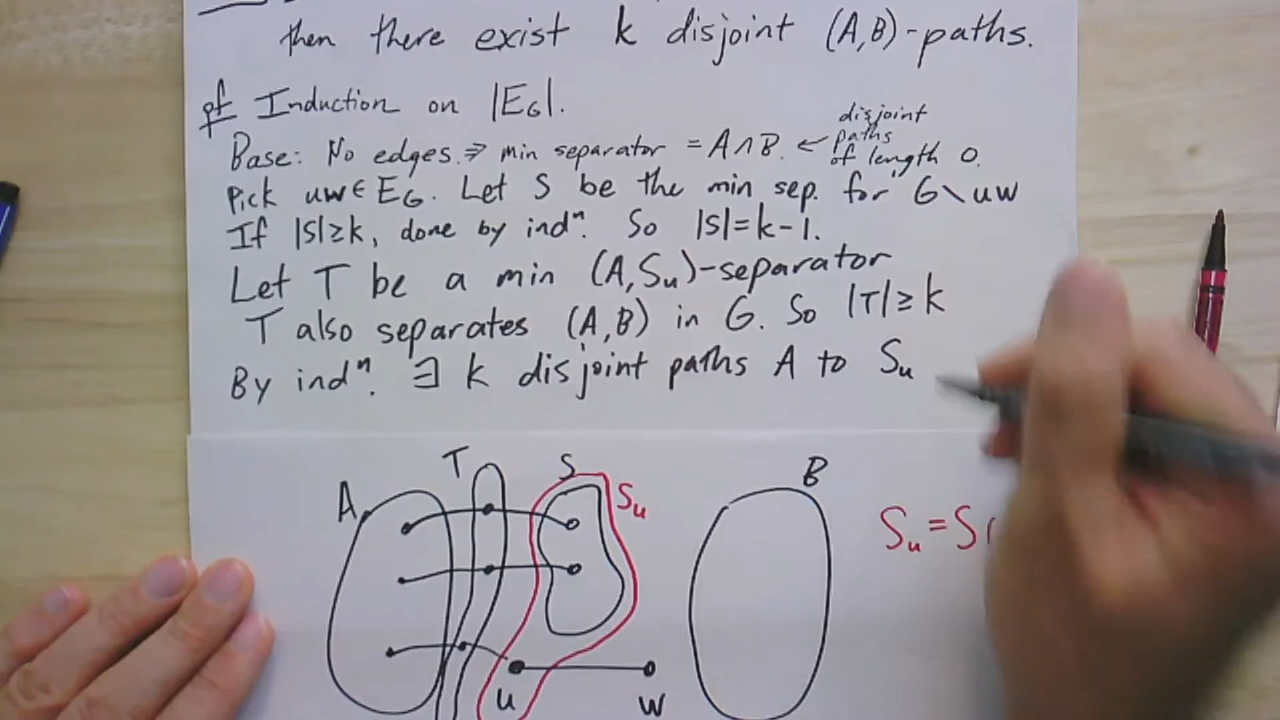 then there exist k disjoint (A,B)-paths.
pf Induction on |E_G|.
Base: No edges. ⇒ min separator = A∩B. ← disjoint paths of length 0.
Pick uw ∈ E_G. Let S be the min sep. for G\uw
If |S|≥k, done by indⁿ. So |S|=k-1.
Let T be a min (A,S_u)-separator
T also separates (A,B) in G. So |T|≥k
By indⁿ. ∃ k disjoint paths A to S_u
A
T
S
S_u
B
S_u = S
u
w